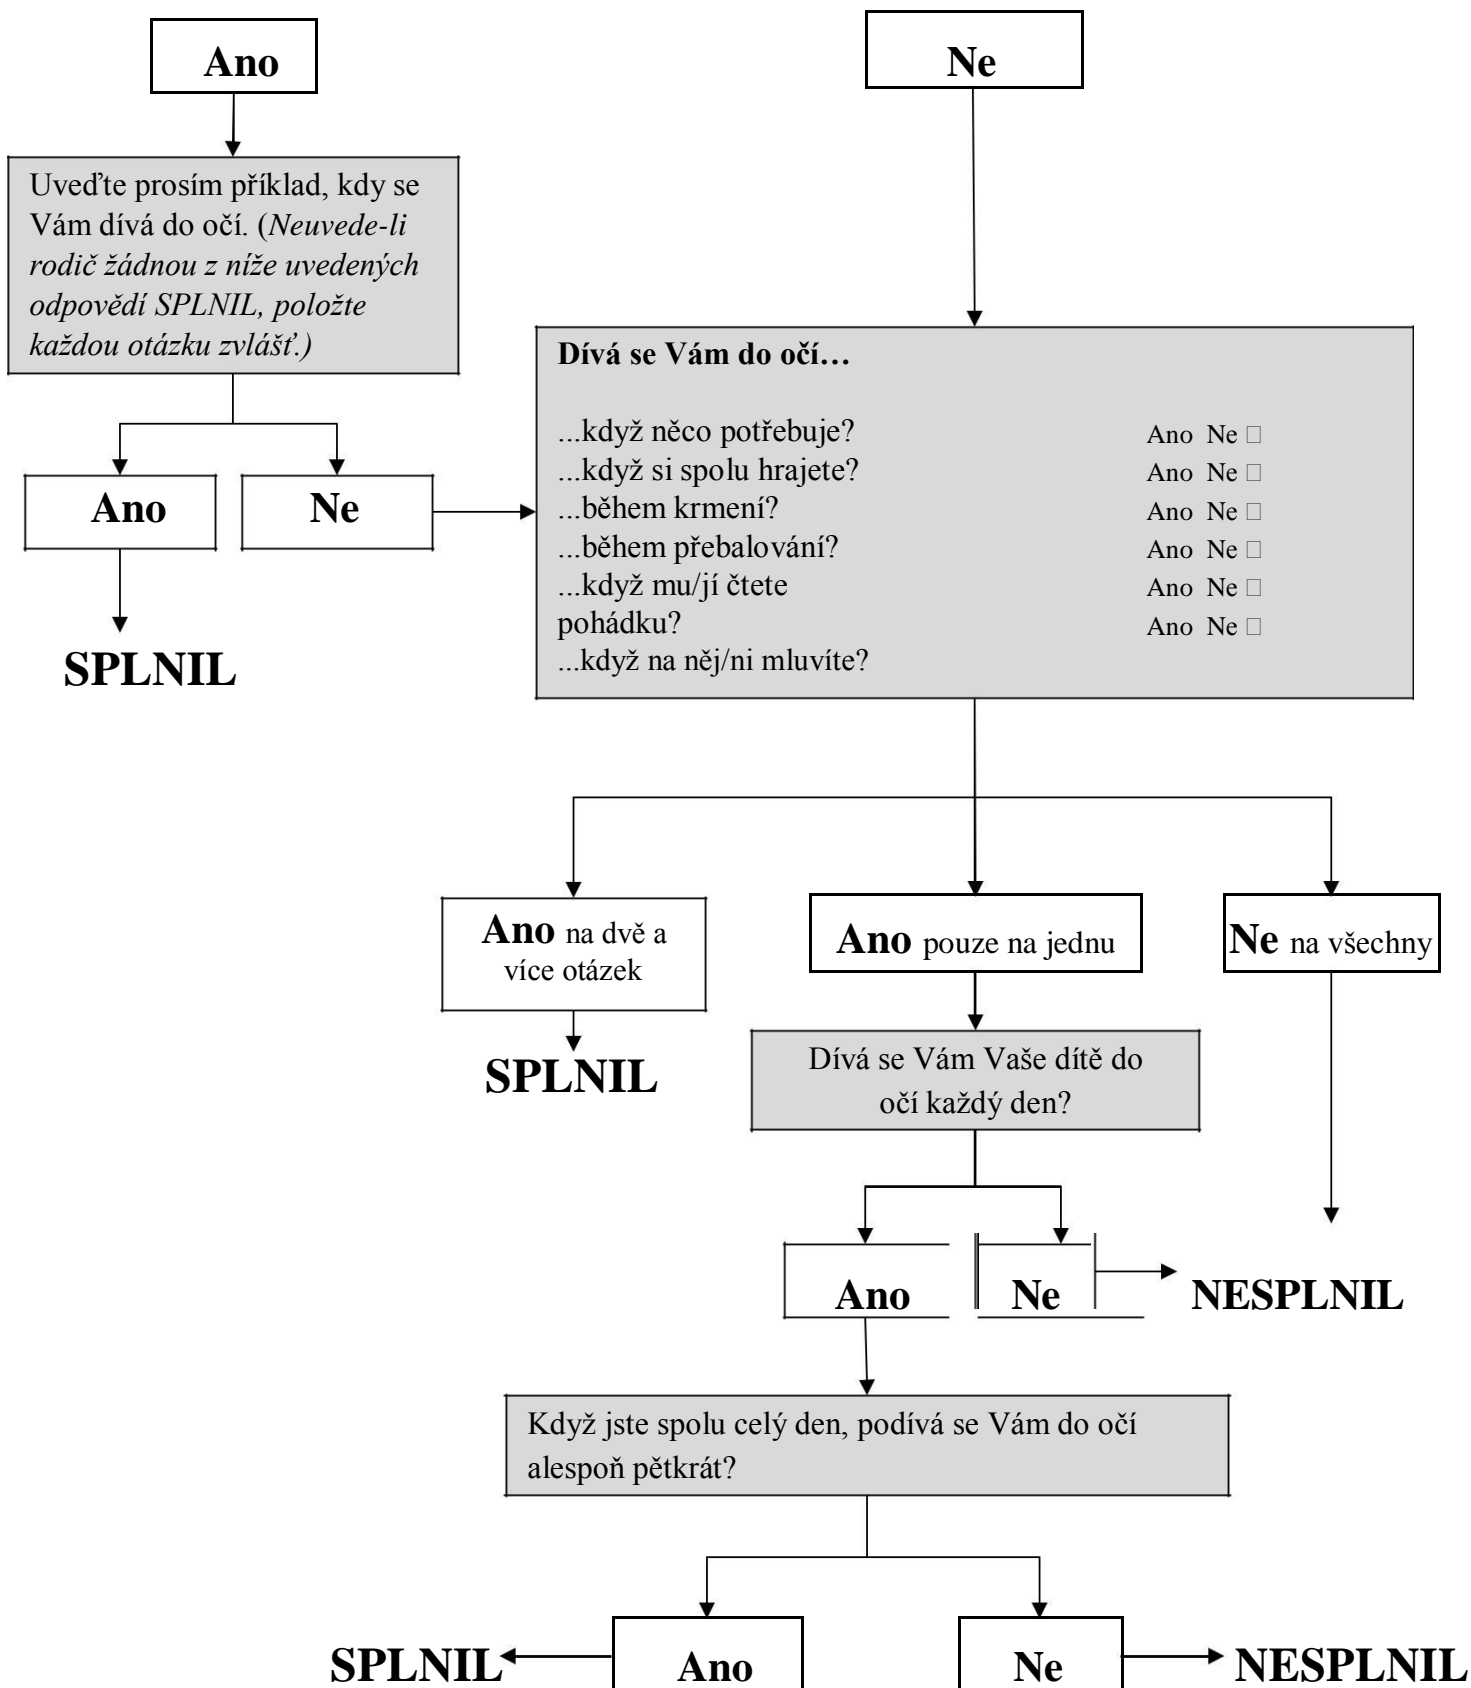 Ano
Ne
Uveďte prosím příklad, kdy se
Vám dívá do očí. (Neuvede-li
rodič žádnou z níže uvedených
odpovědí SPLNIL, položte
každou otázku zvlášť.)
Ano
Ne
SPLNIL
Dívá se Vám do očí…
...když něco potřebuje? Ano Ne □
...když si spolu hrajete? Ano Ne □
...během krmení? Ano Ne □
...během přebalování? Ano Ne □
...když mu/jí čtete Ano Ne □
pohádku? Ano Ne □
...když na něj/ni mluvíte?
Ano na dvě a
více otázek
Ano pouze na jednu
Ne na všechny
SPLNIL
Dívá se Vám Vaše dítě do
očí každý den?
Ano
Ne
NESPLNIL
Když jste spolu celý den, podívá se Vám do očí
alespoň pětkrát?
SPLNIL
Ano
Ne
NESPLNIL